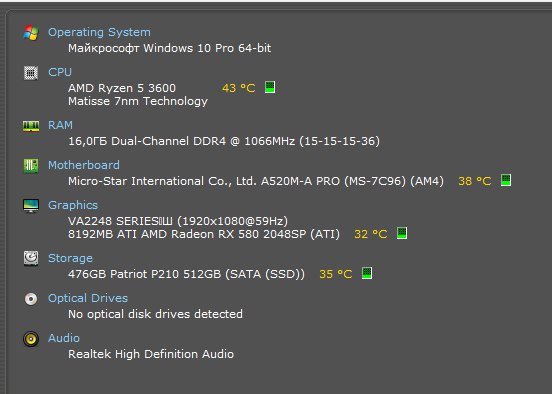 Operating System
Майкрософт Windows 10 Pro 64-bit
CPU
AMD Ryzen 5 3600 43 °C
Matisse 7nm Technology
RAM
16,0ГБ Dual-Channel DDR4 @ 1066MHz (15-15-15-36)
Motherboard
Micro-Star International Co., Ltd. A520M-A PRO (MS-7C96) (AM4) 38 °C
Graphics
VA2248 SERIESШ (1920x1080@59Hz)
8192MB ATI AMD Radeon RX 580 2048SP (ATI) 32 °C
Storage
476GB Patriot P210 512GB (SATA (SSD)) 35 °C
Optical Drives
No optical disk drives detected
Audio
Realtek High Definition Audio